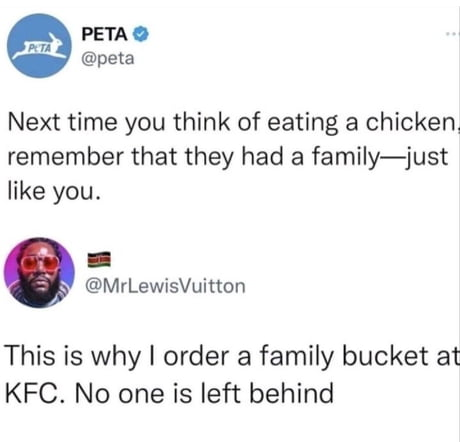 PETA
PETA
@peta
Next time you think of eating a chicken,
remember that they had a family—just
like you.
@MrLewisVuitton
This is why I order a family bucket at
KFC. No one is left behind